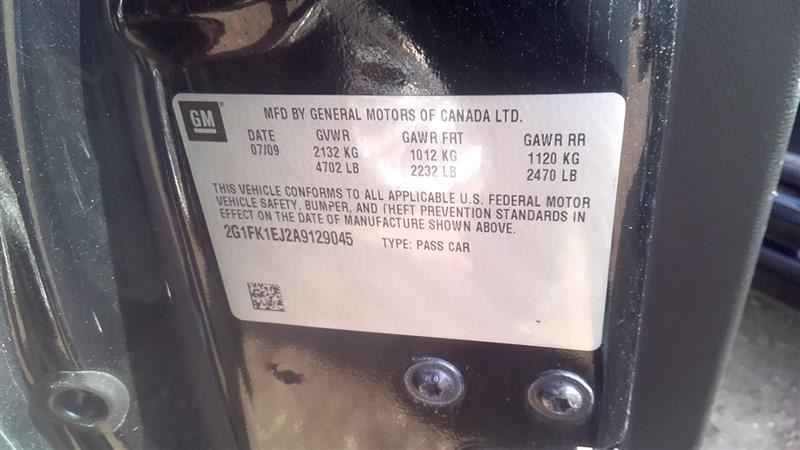 GM
MFD BY GENERAL MOTORS OF CANADA LTD.
DATE GVWR GAWR FRT GAWR RR
07/09 2132 KG 1012 KG 1120 KG
4702 LB 2232 LB 2470 LB
THIS VEHICLE CONFORMS TO ALL APPLICABLE U.S. FEDERAL MOTOR
VEHICLE SAFETY, BUMPER, AND THEFT PREVENTION STANDARDS IN
EFFECT ON THE DATE OF MANUFACTURE SHOWN ABOVE.
2G1FK1EJ2A9129045 TYPE: PASS CAR